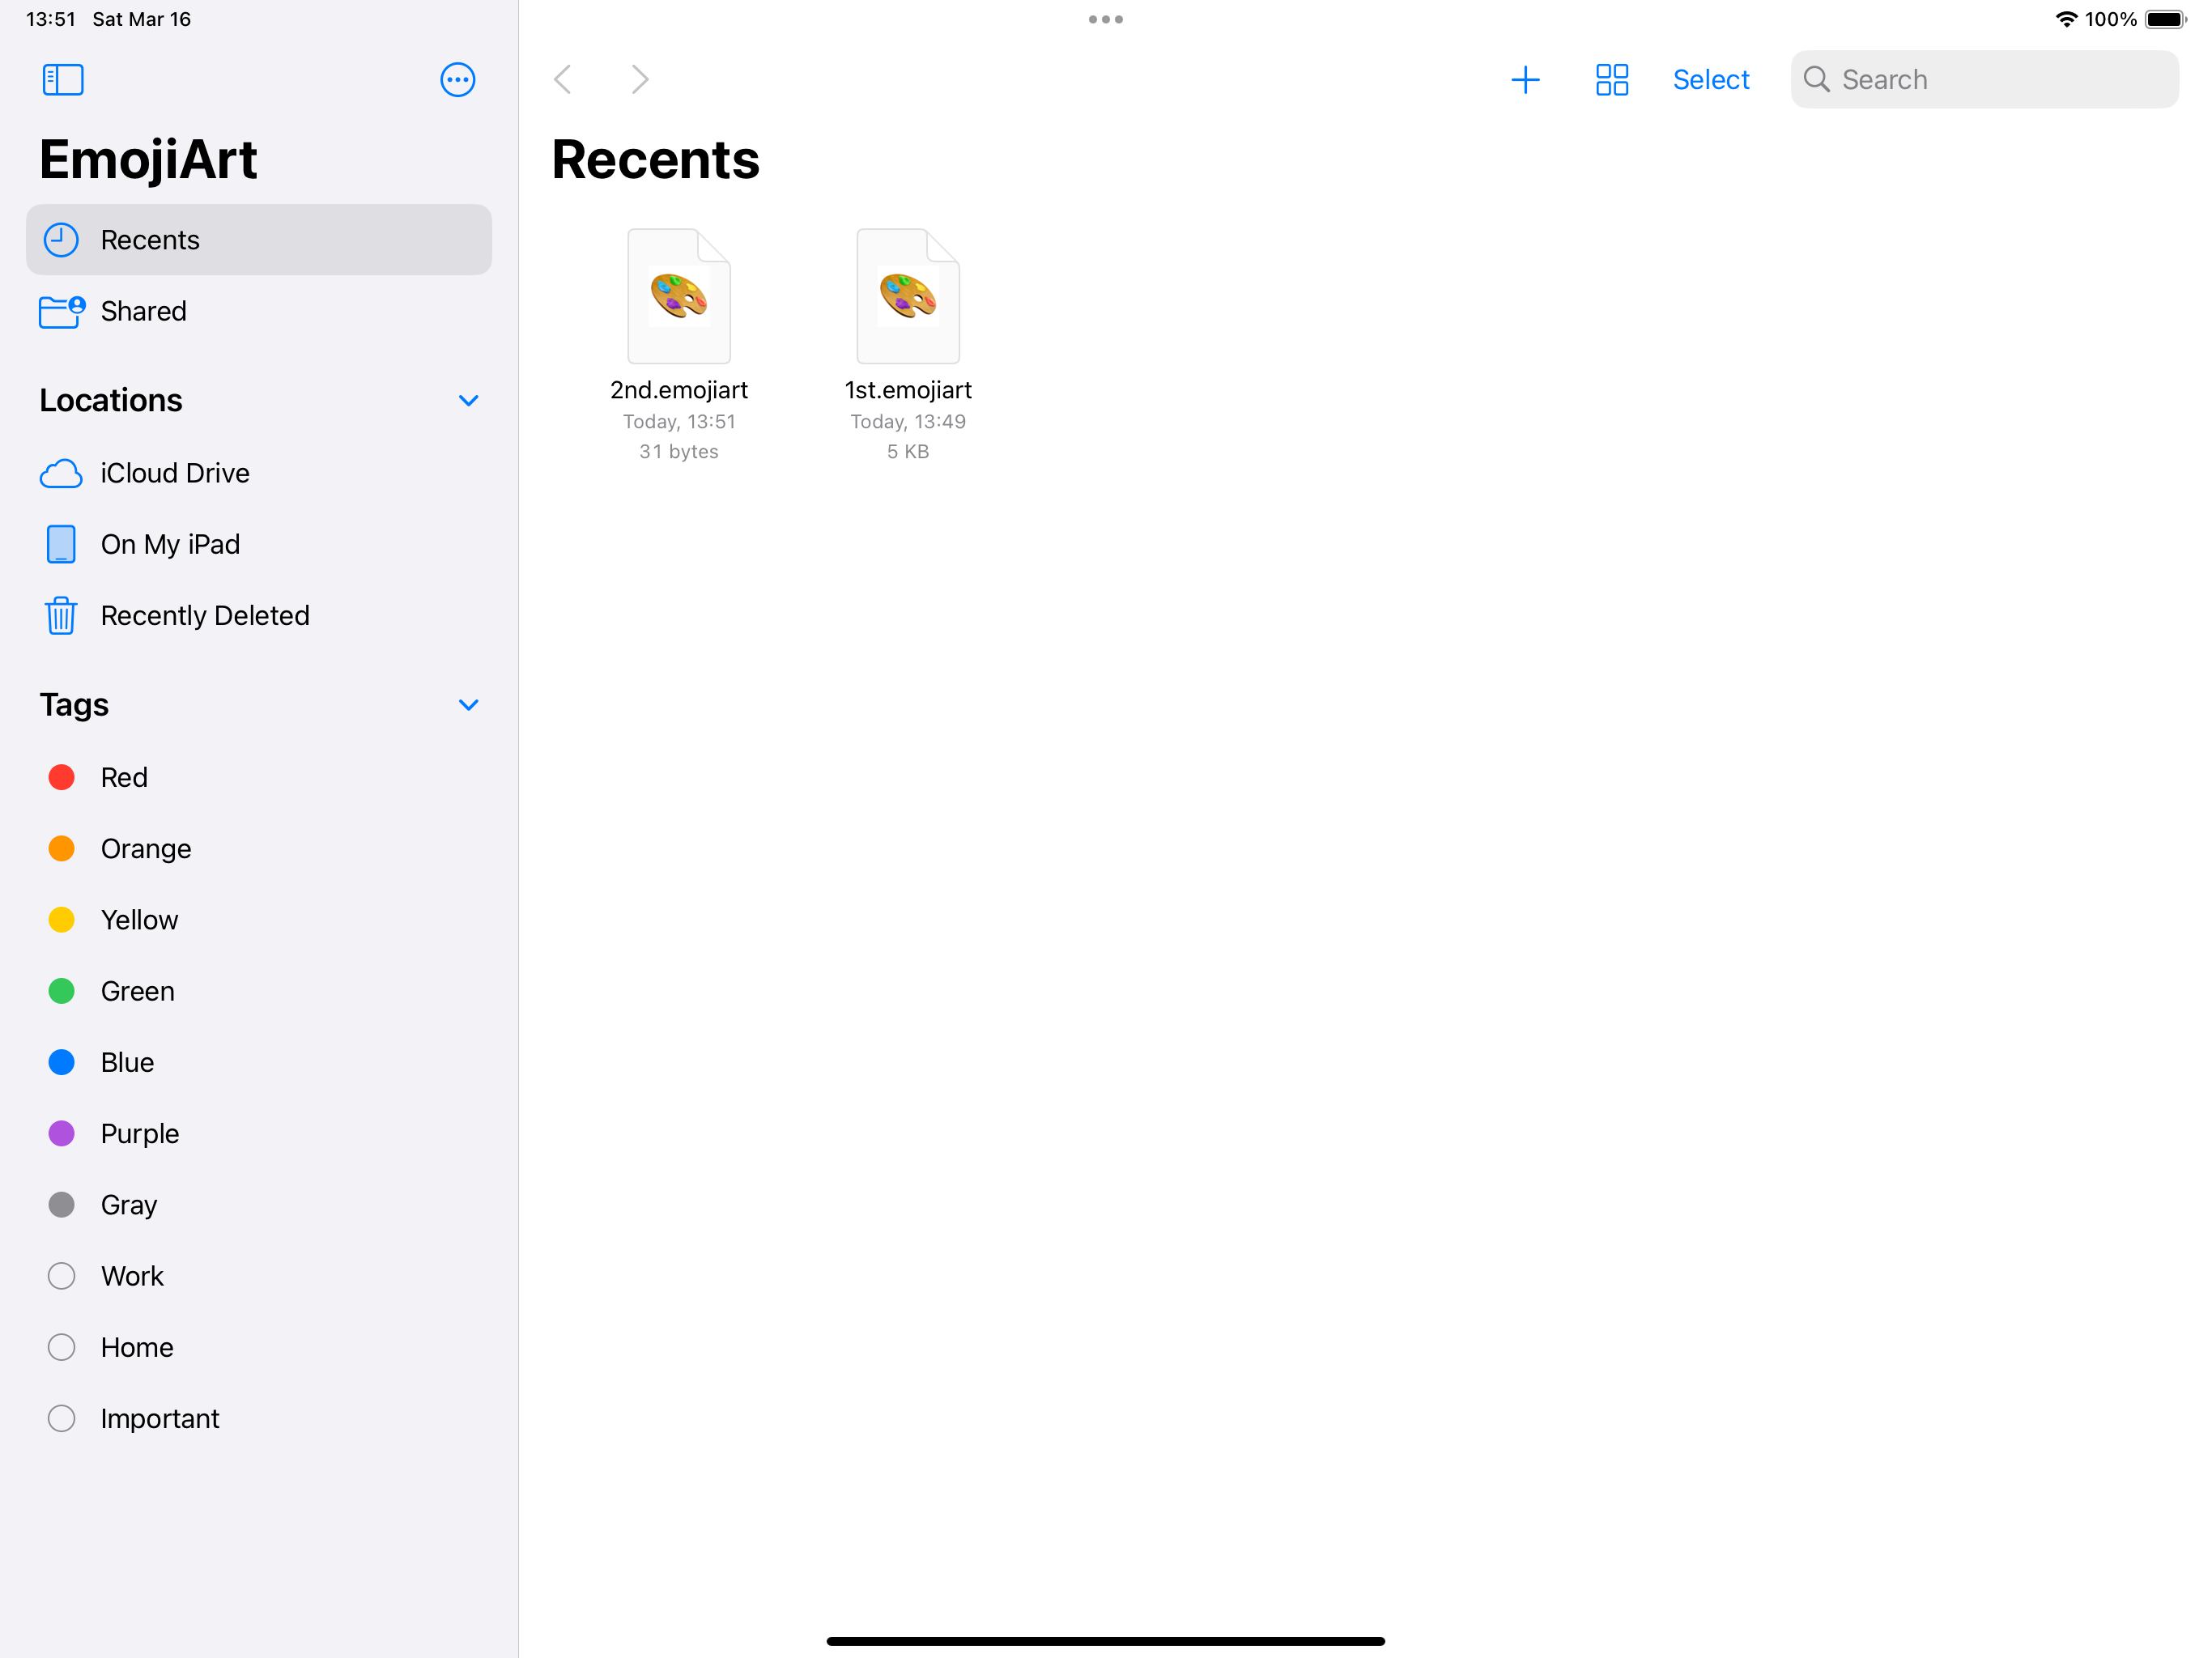 13:51 Sat Mar 16
100%
EmojiArt
Recents
Shared
Locations
iCloud Drive
On My iPad
Recently Deleted
Tags
Red
Orange
Yellow
Green
Blue
Purple
Gray
Work
Home
Important
Select
Search
Recents
2nd.emojiart
Today, 13:51
31 bytes
1st.emojiart
Today, 13:49
5 KB